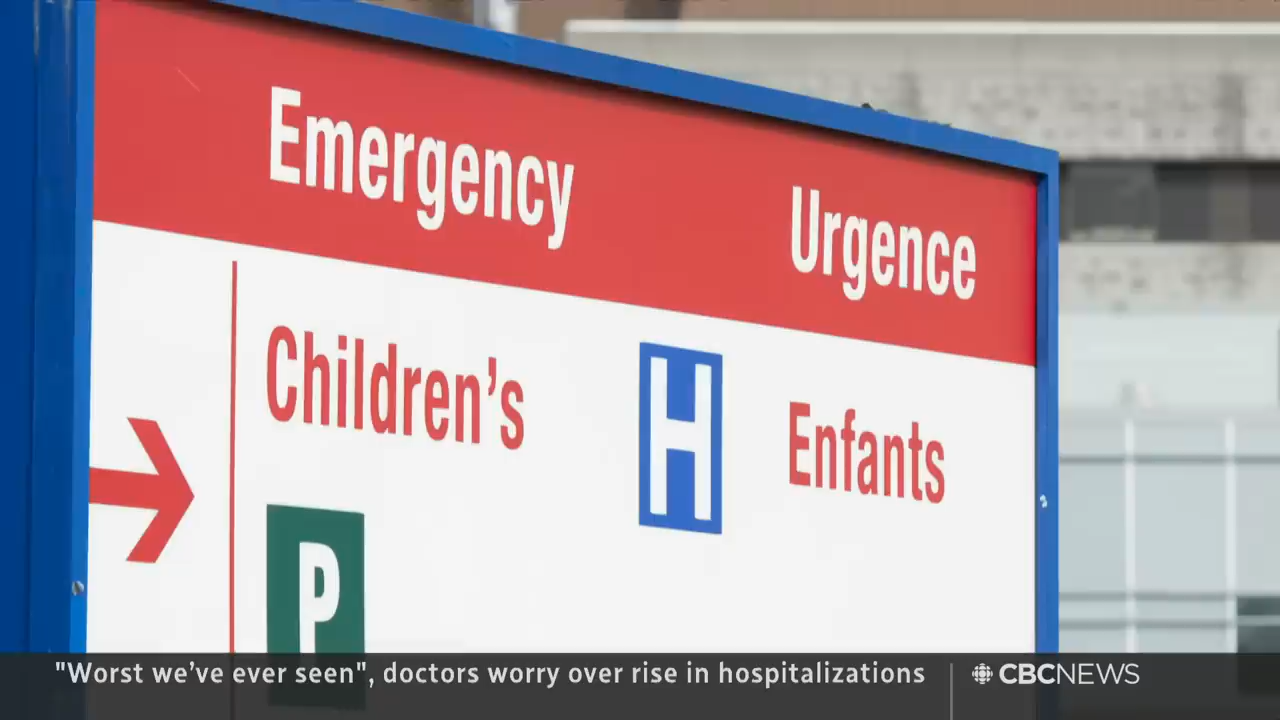 Emergency Urgence
Children's H Enfants
P
"Worst we've ever seen", doctors worry over rise in hospitalizations
CBCNEWS